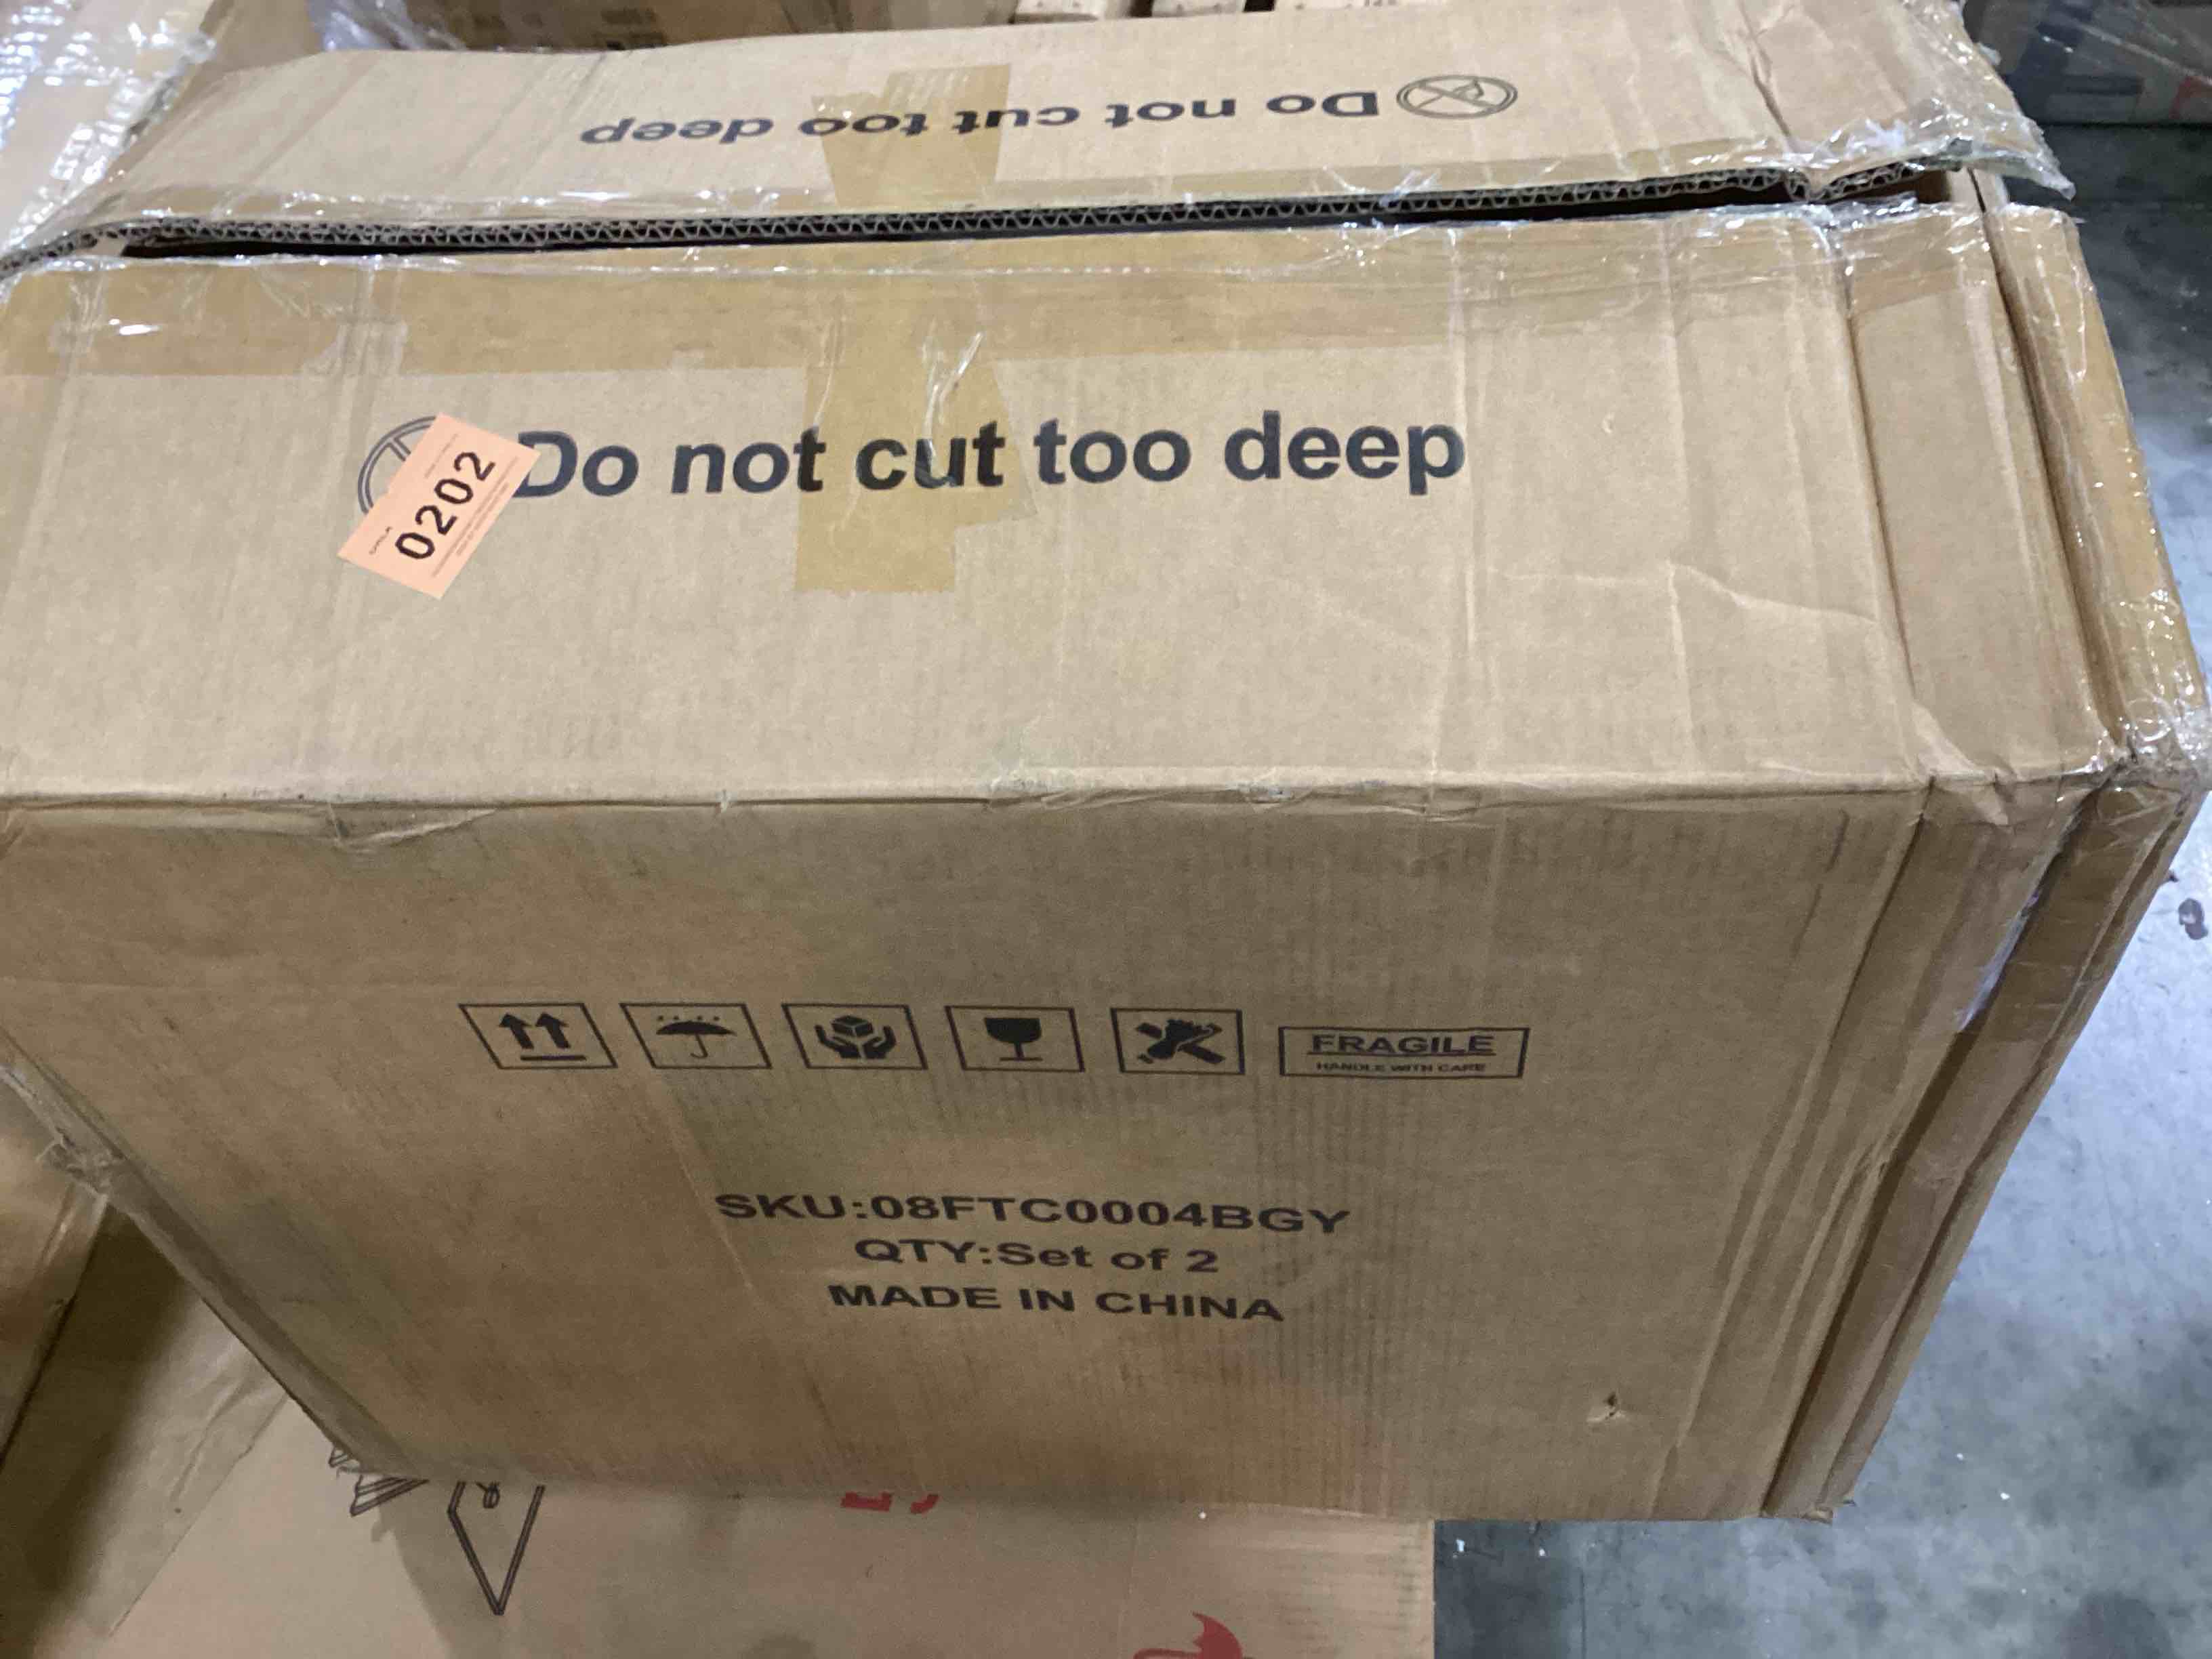 Do not cut too deep
Do not cut too deep
0202
FRAGILE
HANDLE WITH CARE
SKU:08FTC0004BGY
QTY:Set of 2
MADE IN CHINA